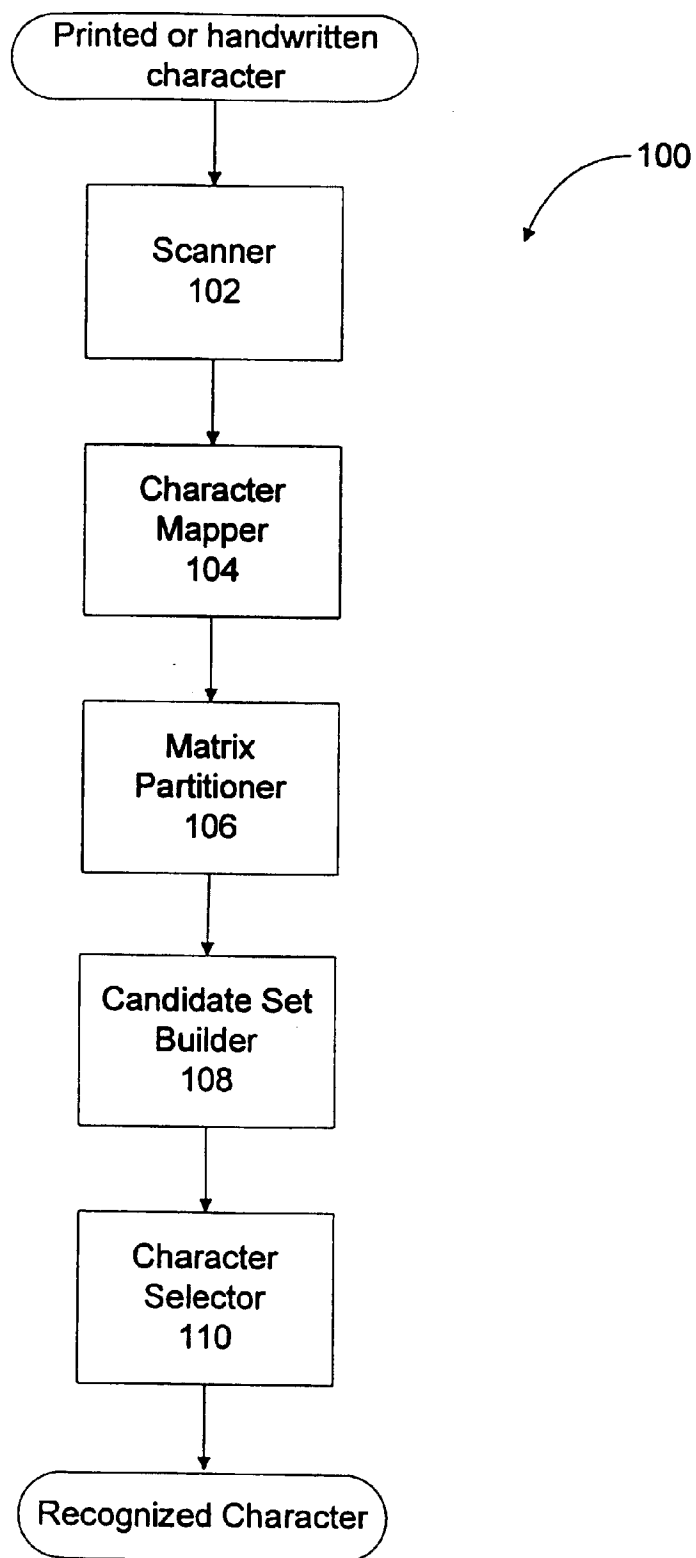 Printed or handwritten
character
100
Scanner
102
Character
Mapper
104
Matrix
Partitioner
106
Candidate Set
Builder
108
Character
Selector
110
Recognized Character